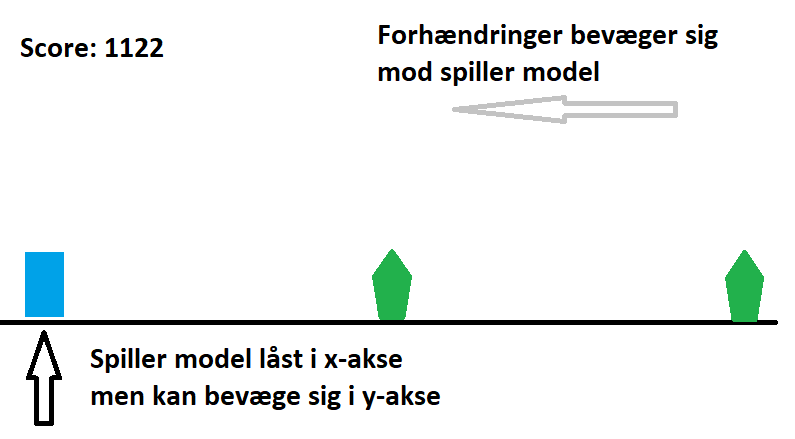 Score: 1122
Forhændringer bevæger sig
mod spiller model
Spiller model låst i x-akse
men kan bevæge sig i y-akse